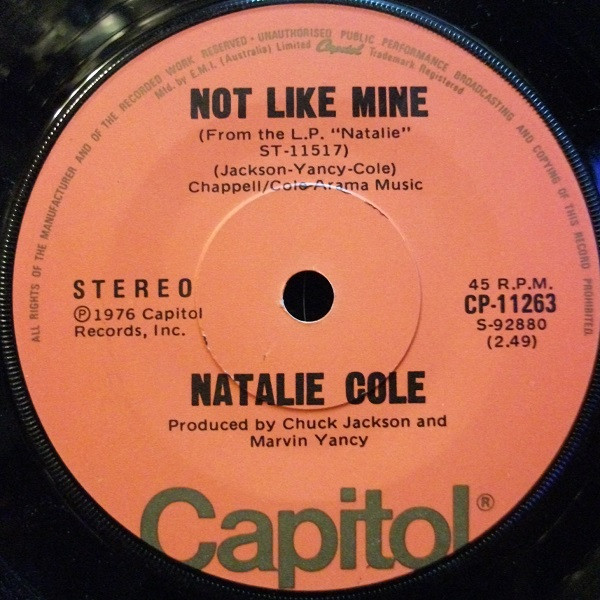 ALL RIGHTS OF THE MANUFACTURER AND OF THE RECORDED WORK RESERVED · UNAUTHORISED PUBLIC PERFORMANCE BROADCASTING AND COPYING OF THIS RECORD PROHIBITED.
Mfd. by E.M.I. (Australia) Limited Capitol Trademark Registered
NOT LIKE MINE
(From the L.P. "Natalie"
ST-11517)
(Jackson-Yancy-Cole)
Chappell/Cole-Arama Music
STEREO
℗1976 Capitol
Records, Inc.
45 R.P.M.
CP-11263
S-92880
(2.49)
NATALIE COLE
Produced by Chuck Jackson and
Marvin Yancy
Capitol®